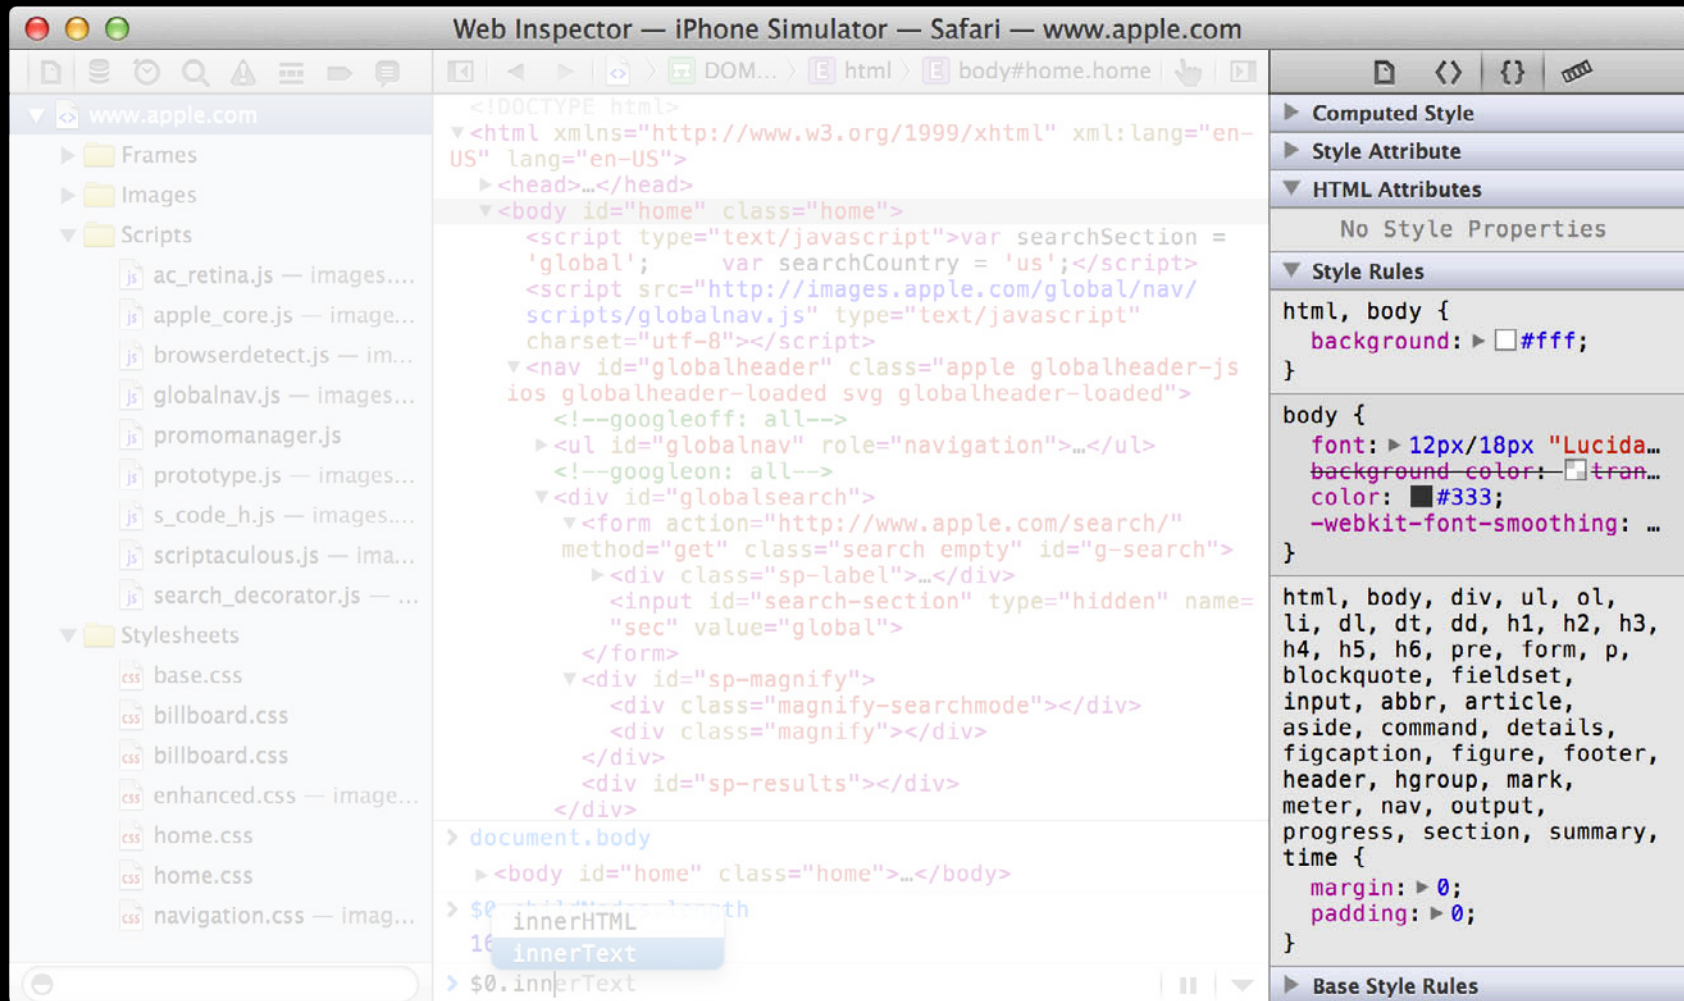 Web Inspector — iPhone Simulator — Safari — www.apple.com
DOM... html body#home.home
www.apple.com
Frames
Images
Scripts
ac_retina.js — images....
apple_core.js — image...
browserdetect.js — im...
globalnav.js — images...
promomanager.js
prototype.js — images...
s_code_h.js — images....
scriptaculous.js — ima...
search_decorator.js — ...
Stylesheets
base.css
billboard.css
billboard.css
enhanced.css — image...
home.css
home.css
navigation.css — imag...
<!DOCTYPE html>
<html xmlns="http://www.w3.org/1999/xhtml" xml:lang="en-
US" lang="en-US">
<head>…</head>
<body id="home" class="home">
<script type="text/javascript">var searchSection =
'global';      var searchCountry = 'us';</script>
<script src="http://images.apple.com/global/nav/
scripts/globalnav.js" type="text/javascript"
charset="utf-8"></script>
<nav id="globalheader" class="apple globalheader-js
ios globalheader-loaded svg globalheader-loaded">
<!--googleoff: all-->
<ul id="globalnav" role="navigation">…</ul>
<!--googleon: all-->
<div id="globalsearch">
<form action="http://www.apple.com/search/"
method="get" class="search empty" id="g-search">
<div class="sp-label">…</div>
<input id="search-section" type="hidden" name=
"sec" value="global">
</form>
<div id="sp-magnify">
<div class="magnify-searchmode"></div>
<div class="magnify"></div>
</div>
<div id="sp-results"></div>
</div>
> document.body
<body id="home" class="home">…</body>
> $0.childNodes.length
16
innerHTML
innerText
> $0.innerText
Computed Style
Style Attribute
HTML Attributes
No Style Properties
Style Rules
html, body {
background: #fff;
}
body {
font: 12px/18px "Lucida…
background-color: tran…
color: #333;
-webkit-font-smoothing: …
}
html, body, div, ul, ol,
li, dl, dt, dd, h1, h2, h3,
h4, h5, h6, pre, form, p,
blockquote, fieldset,
input, abbr, article,
aside, command, details,
figcaption, figure, footer,
header, hgroup, mark,
meter, nav, output,
progress, section, summary,
time {
margin: 0;
padding: 0;
}
Base Style Rules